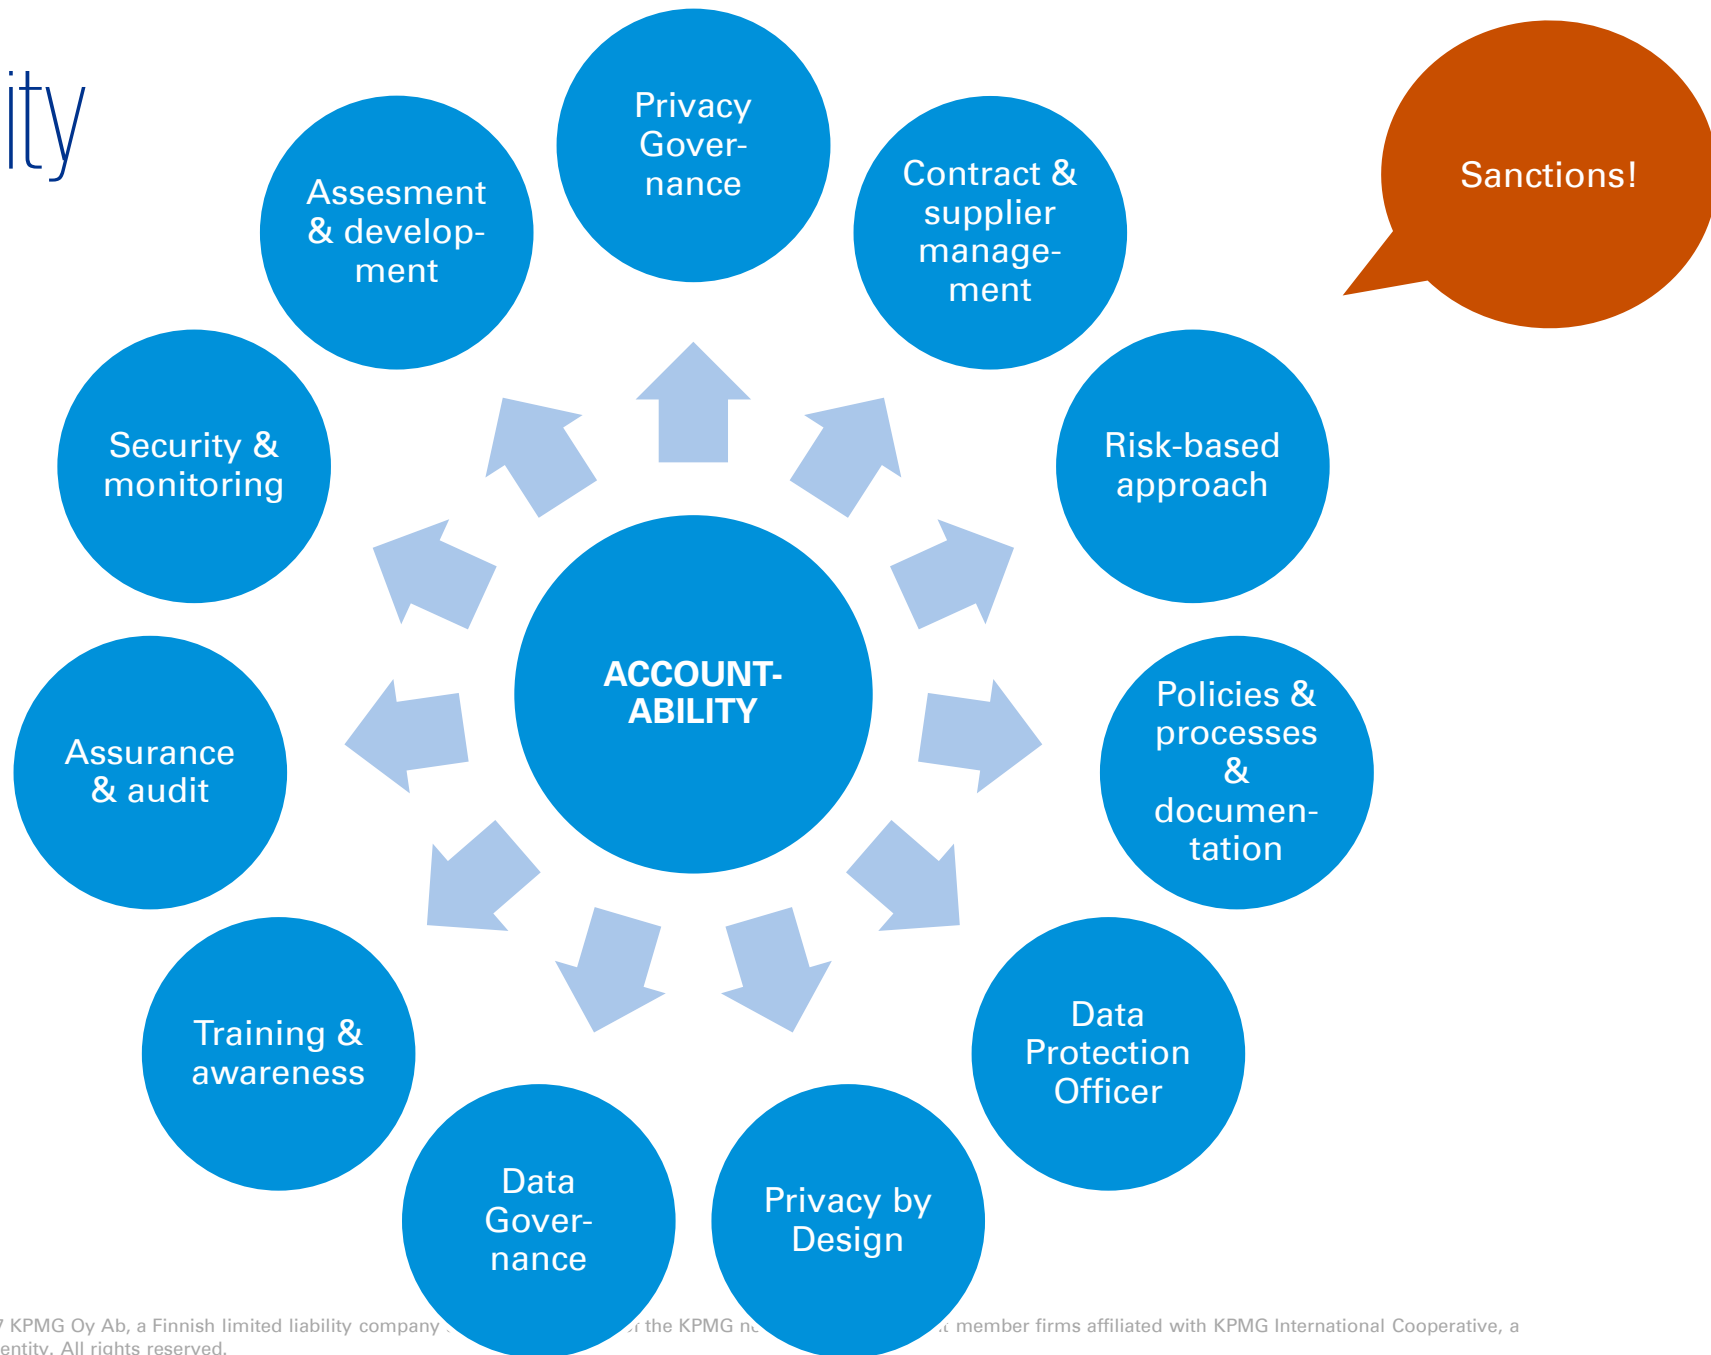 ity
Privacy
Gover-
nance
Contract &
supplier
manage-
ment
Risk-based
approach
Policies &
processes
&
documen-
tation
Data
Protection
Officer
Privacy by
Design
Data
Gover-
nance
Training &
awareness
Assurance
& audit
Security &
monitoring
Assesment
& develop-
ment
ACCOUNT-
ABILITY
Sanctions!
7 KPMG Oy Ab, a Finnish limited liability company the KPMG member firms affiliated with KPMG International Cooperative, a
entity. All rights reserved.